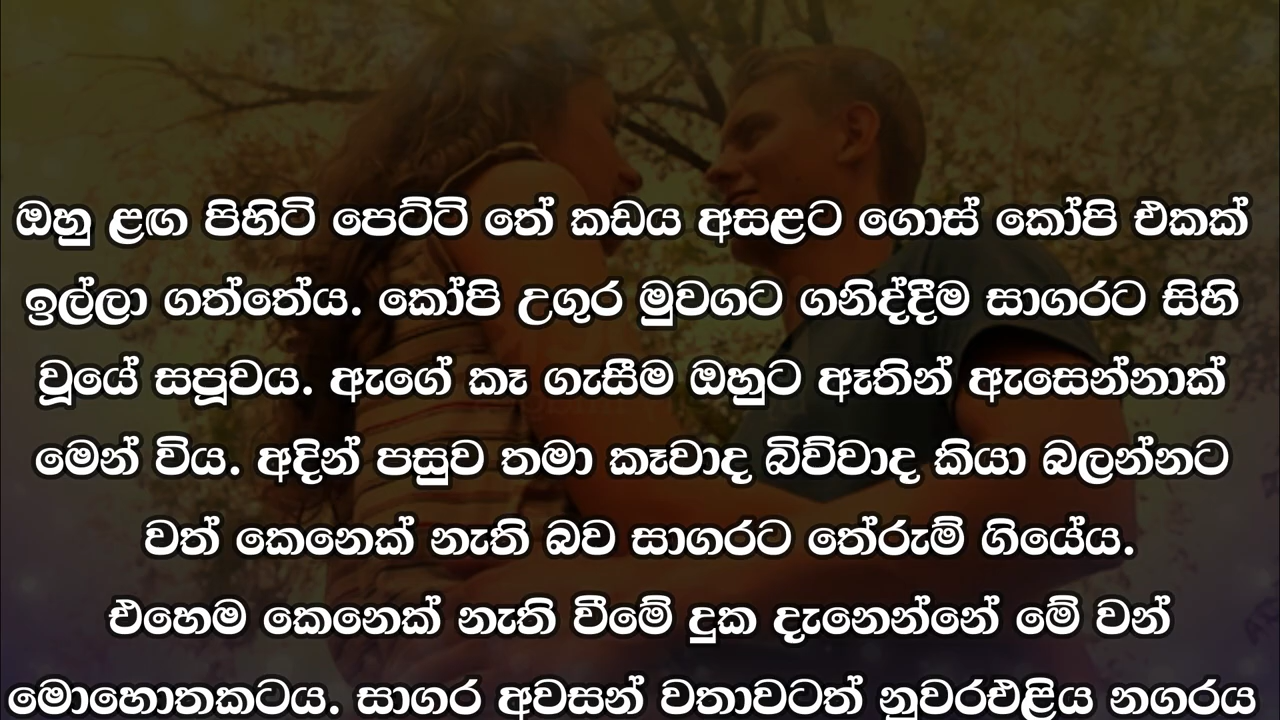 ඔහු ළඟ පිහිටි පෙට්ටි තේ කඩය අසළට ගොස් කෝපි එකක්
ඉල්ලා ගත්තේය. කෝපි උගුර මුවගට ගනිද්දීම සාගරට සිහි
වූයේ සපූවය. ඇගේ කෑ ගැසීම ඔහුට ඈතින් ඇසෙන්නාක්
මෙන් විය. අදින් පසුව තමා කෑවාද බිව්වාද කියා බලන්නට
වත් කෙනෙක් නැති බව සාගරට තේරුම් ගියේය.
එහෙම කෙනෙක් නැති වීමේ දුක දැනෙන්නේ මේ වන්
මොහොතකටය. සාගර අවසන් වතාවටත් නුවරඑළිය නගරය